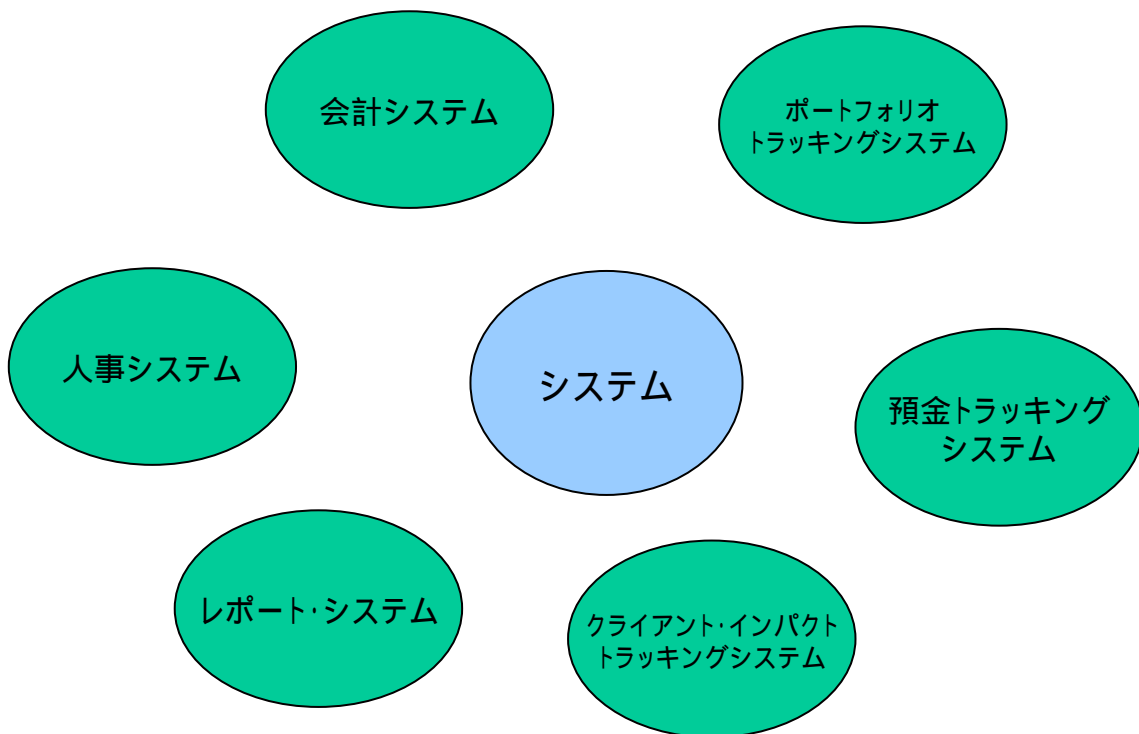 会計システム
ポートフォリオ
トラッキングシステム
人事システム
システム
預金トラッキング
システム
レポート・システム
クライアント・インパクト
トラッキングシステム